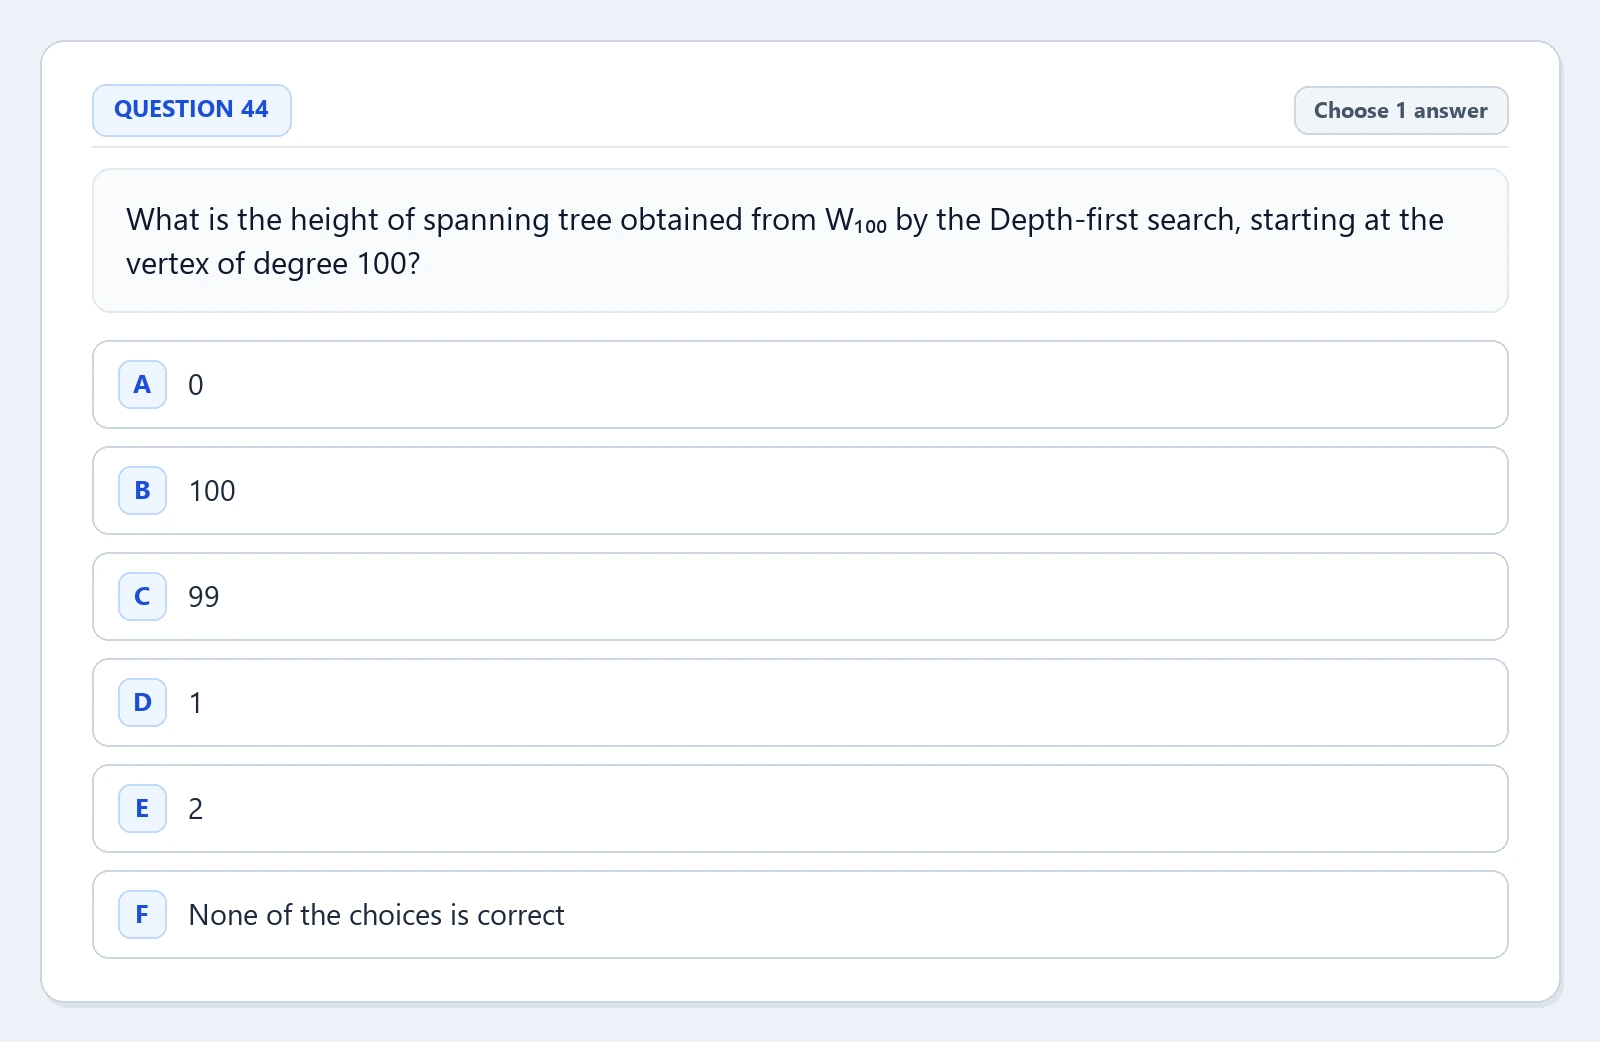 QUESTION 44
Choose 1 answer
What is the height of spanning tree obtained from W₁₀₀ by the Depth-first search, starting at the
vertex of degree 100?
A 0
B 100
C 99
D 1
E 2
F None of the choices is correct